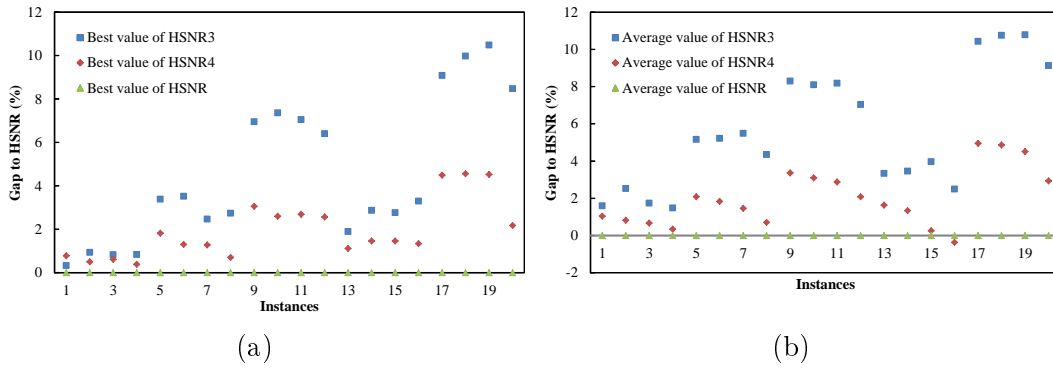 12
10
8
6
4
2
0
Gap to HSNR (%)
Best value of HSNR3
Best value of HSNR4
Best value of HSNR
1 3 5 7 9 11 13 15 17 19
Instances
(a)
12
10
8
6
4
2
0
-2
Gap to HSNR (%)
Average value of HSNR3
Average value of HSNR4
Average value of HSNR
1 3 5 7 9 11 13 15 17 19
Instances
(b)